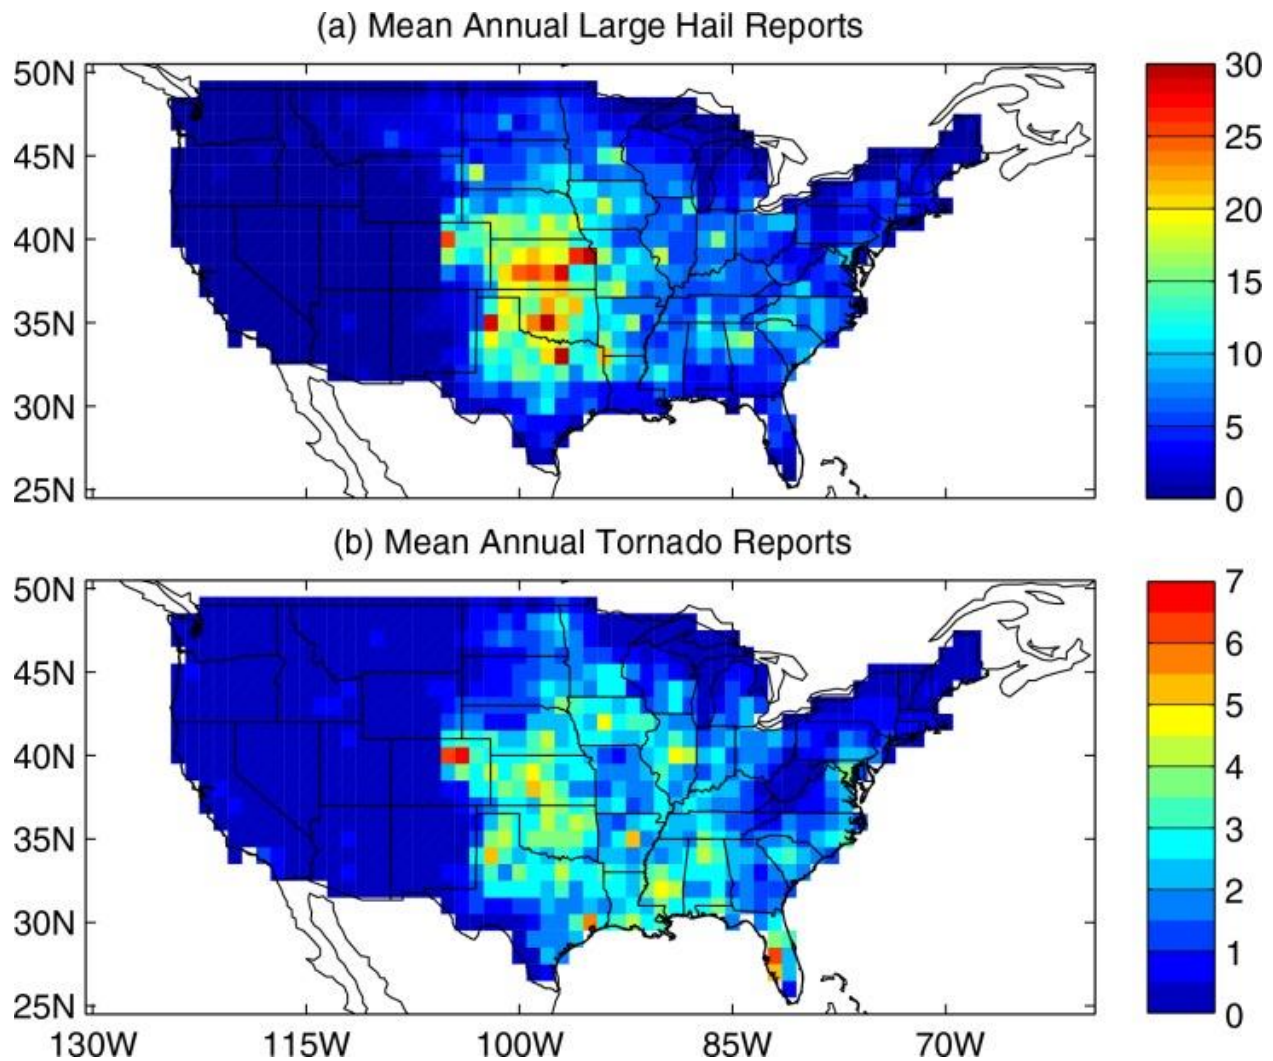 (a) Mean Annual Large Hail Reports
50N
45N
40N
35N
30N
25N
30
25
20
15
10
5
0
(b) Mean Annual Tornado Reports
50N
45N
40N
35N
30N
25N
130W 115W 100W 85W 70W
7
6
5
4
3
2
1
0